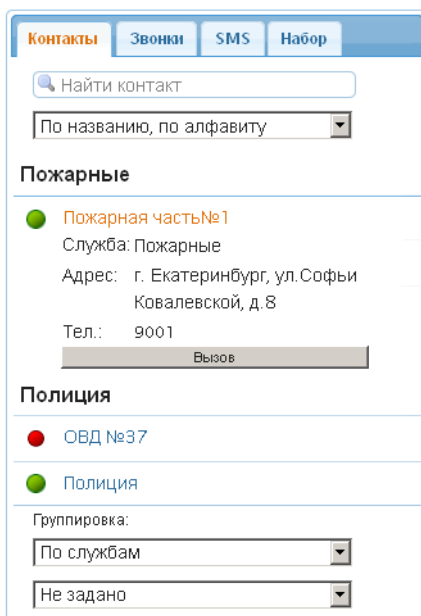 Контакты Звонки SMS Набор
Найти контакт
По названию, по алфавиту
Пожарные
Пожарная часть№1
Служба: Пожарные
Адрес: г. Екатеринбург, ул.Софьи
Ковалевской, д.8
Тел.: 9001
Вызов
Полиция
ОВД №37
Полиция
Группировка:
По службам
Не задано